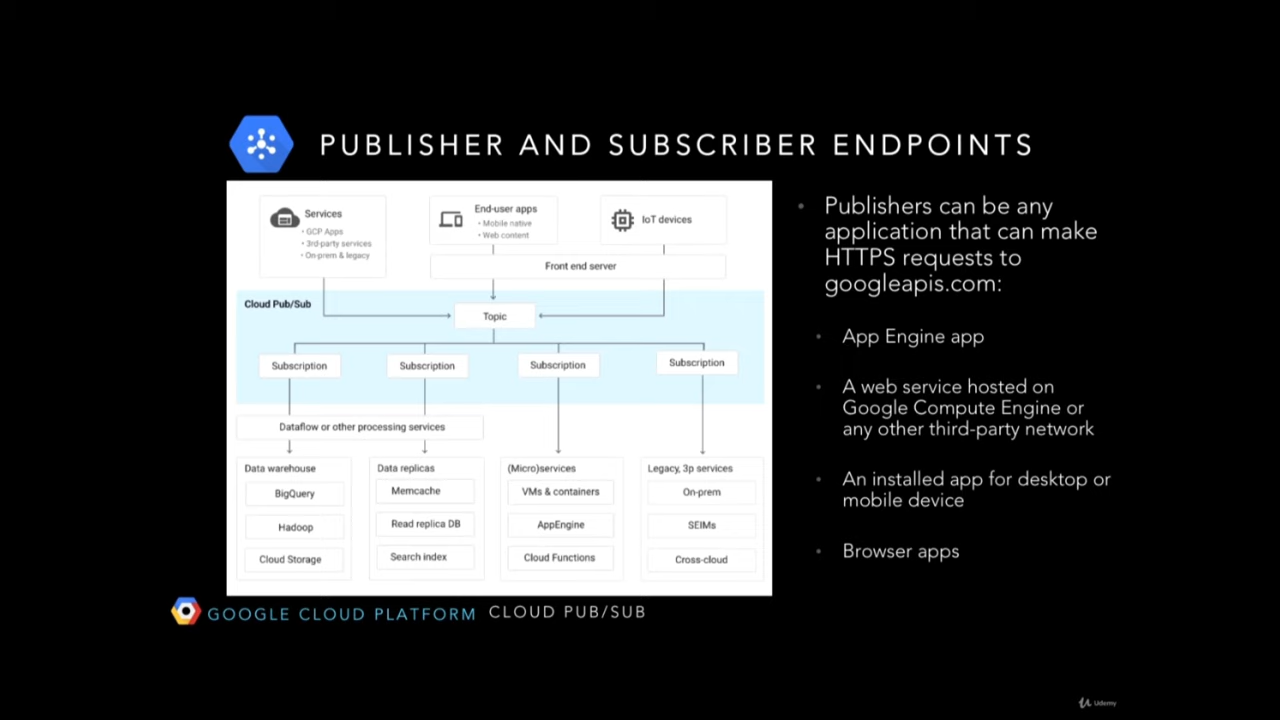 PUBLISHER AND SUBSCRIBER ENDPOINTS
Services
• GCP Apps
• 3rd-party services
• On-prem & legacy
End-user apps
• Mobile native
• Web content
IoT devices
Front end server
Cloud Pub/Sub
Topic
Subscription
Subscription
Subscription
Subscription
Dataflow or other processing services
Data warehouse
BigQuery
Hadoop
Cloud Storage
Data replicas
Memcache
Read replica DB
Search index
(Micro)services
VMs & containers
AppEngine
Cloud Functions
Legacy, 3p services
On-prem
SEIMs
Cross-cloud
• Publishers can be any
application that can make
HTTPS requests to
googleapis.com:
• App Engine app
• A web service hosted on
Google Compute Engine or
any other third-party network
• An installed app for desktop or
mobile device
• Browser apps
GOOGLE CLOUD PLATFORM CLOUD PUB/SUB
Udemy